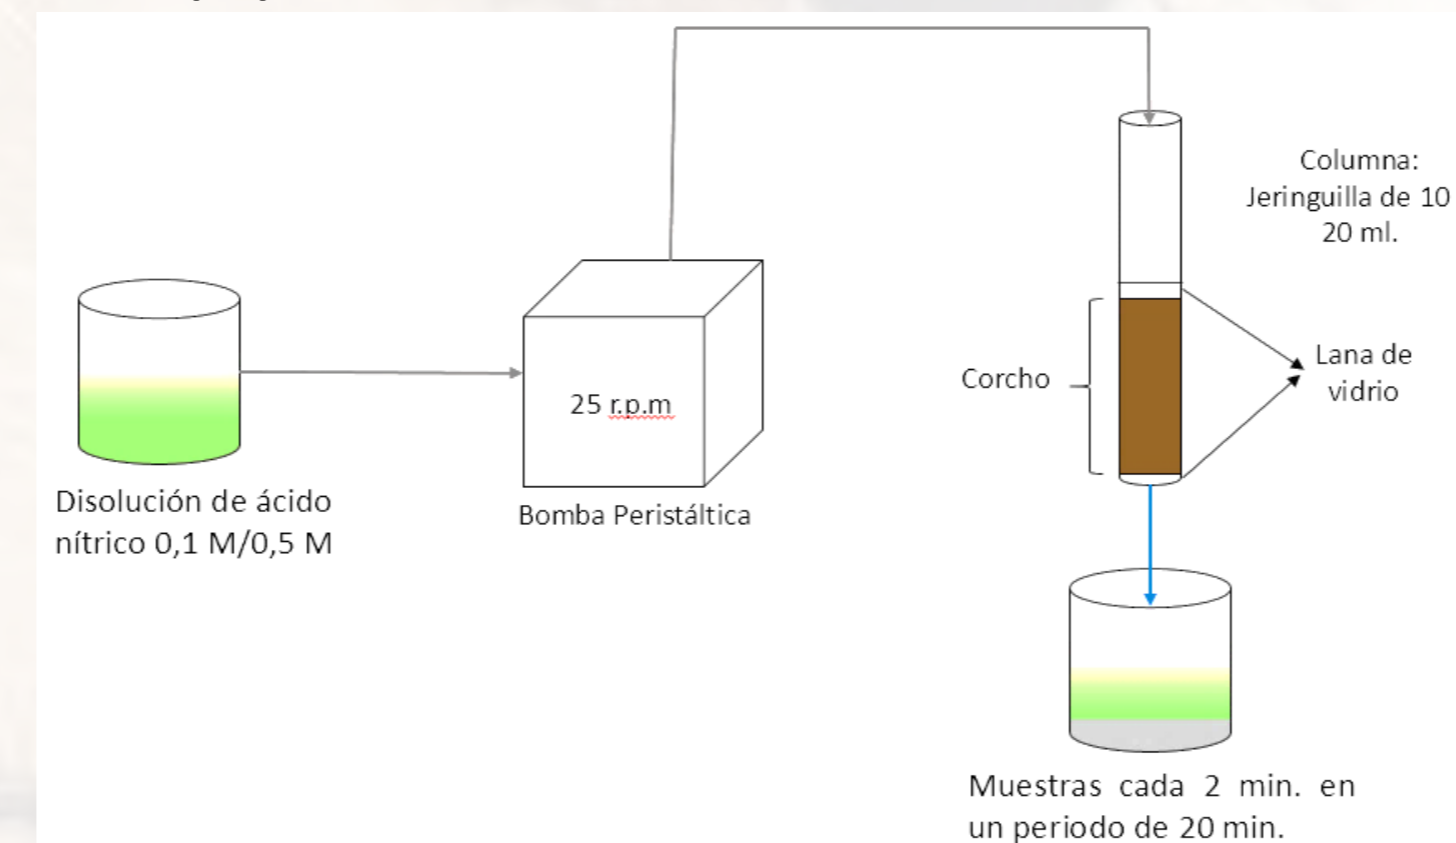 Columna:
Jeringuilla de 10
20 ml.
Corcho
Lana de
vidrio
25 r.p.m
Disolución de ácido
nítrico 0,1 M/0,5 M
Bomba Peristáltica
Muestras cada 2 min. en
un periodo de 20 min.